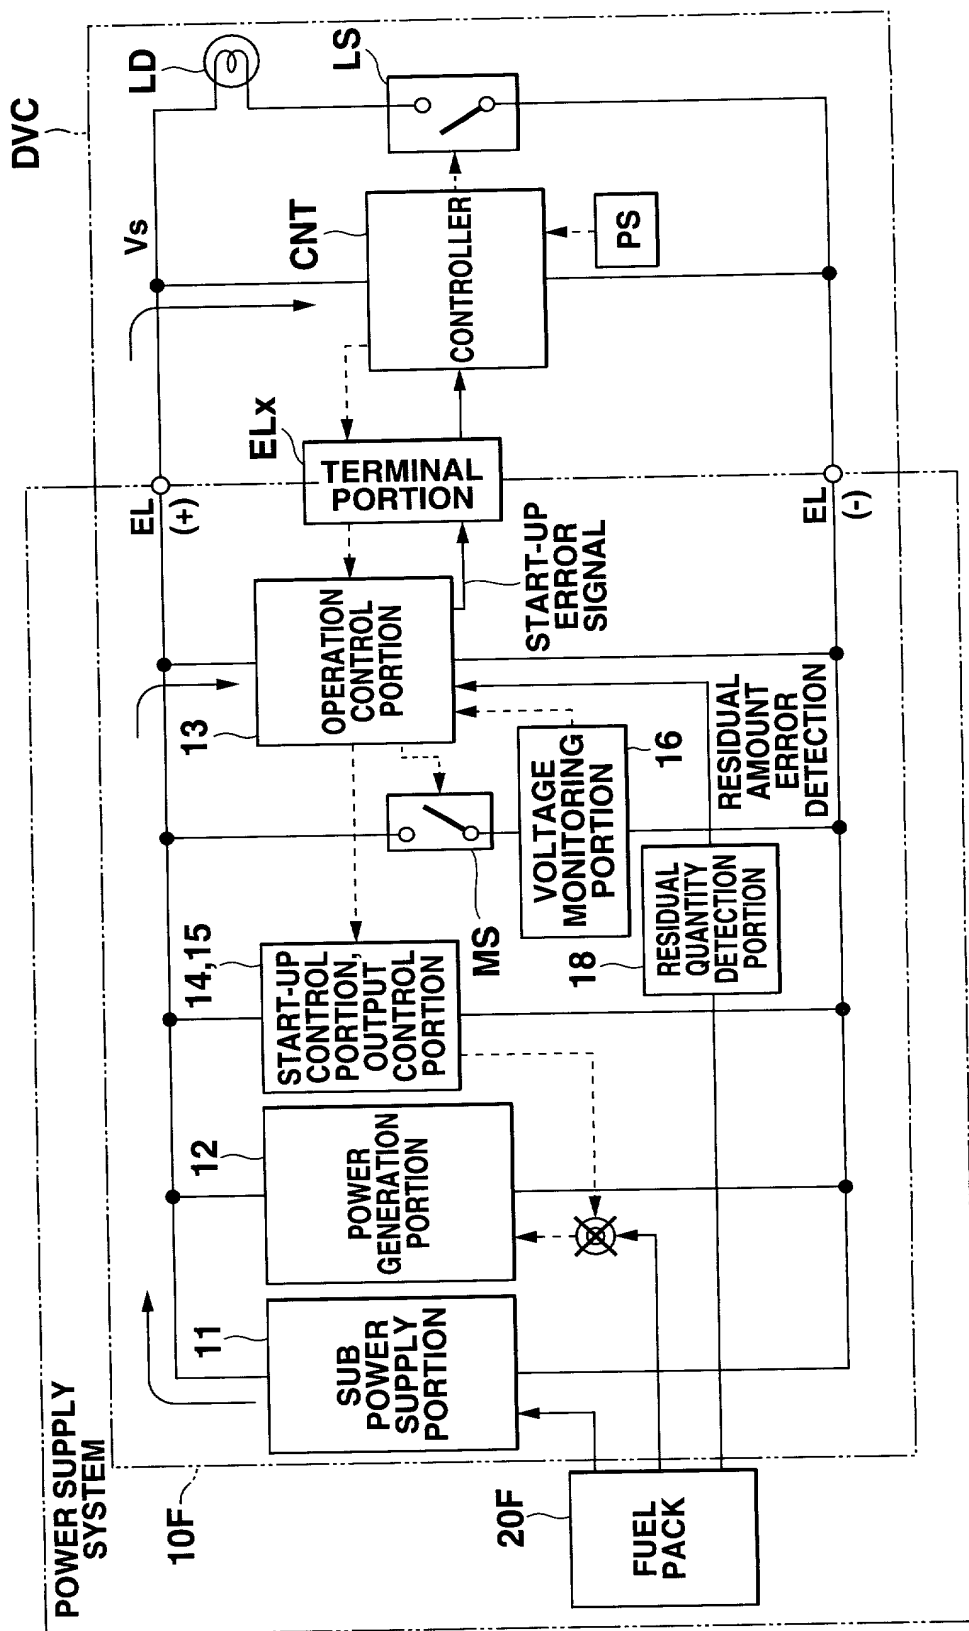 POWER SUPPLY
SYSTEM
DVC
10F
11
12
14,15
13
EL
(+)
ELx
Vs
CNT
LD
LS
SUB
POWER
SUPPLY
PORTION
POWER
GENERATION
PORTION
START-UP
CONTROL
PORTION,
OUTPUT
CONTROL
PORTION
OPERATION
CONTROL
PORTION
TERMINAL
PORTION
CONTROLLER
MS
START-UP
ERROR
SIGNAL
PS
20F
FUEL
PACK
VOLTAGE
MONITORING
PORTION
16
18
RESIDUAL
QUANTITY
DETECTION
PORTION
RESIDUAL
AMOUNT
ERROR
DETECTION
EL
(-)